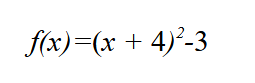 f(x)=(x + 4)²-3